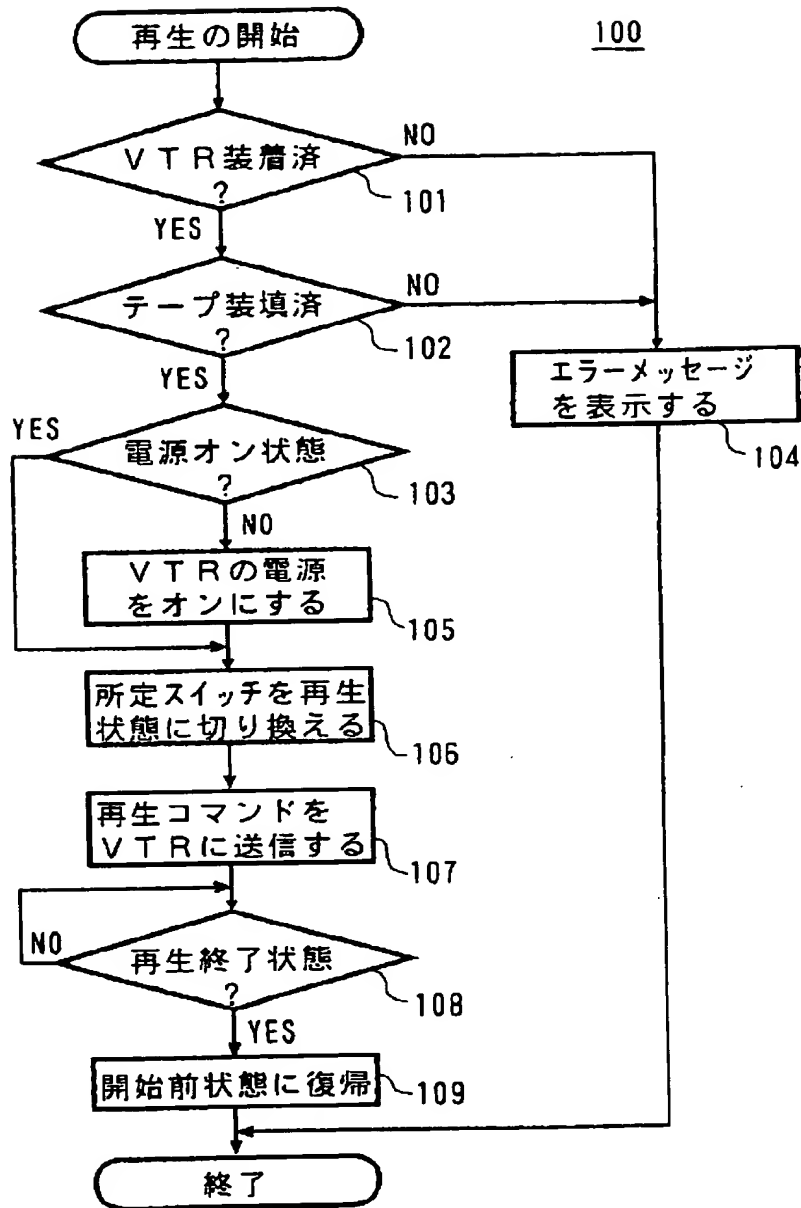 再生の開始
100
VTR装着済
?
NO
101
YES
テープ装填済
?
NO
102
YES
エラーメッセージ
を表示する
104
電源オン状態
?
YES
103
NO
VTRの電源
をオンにする
105
所定スイッチを再生
状態に切り換える
106
再生コマンドを
VTRに送信する
107
再生終了状態
?
NO
108
YES
開始前状態に復帰
109
終了